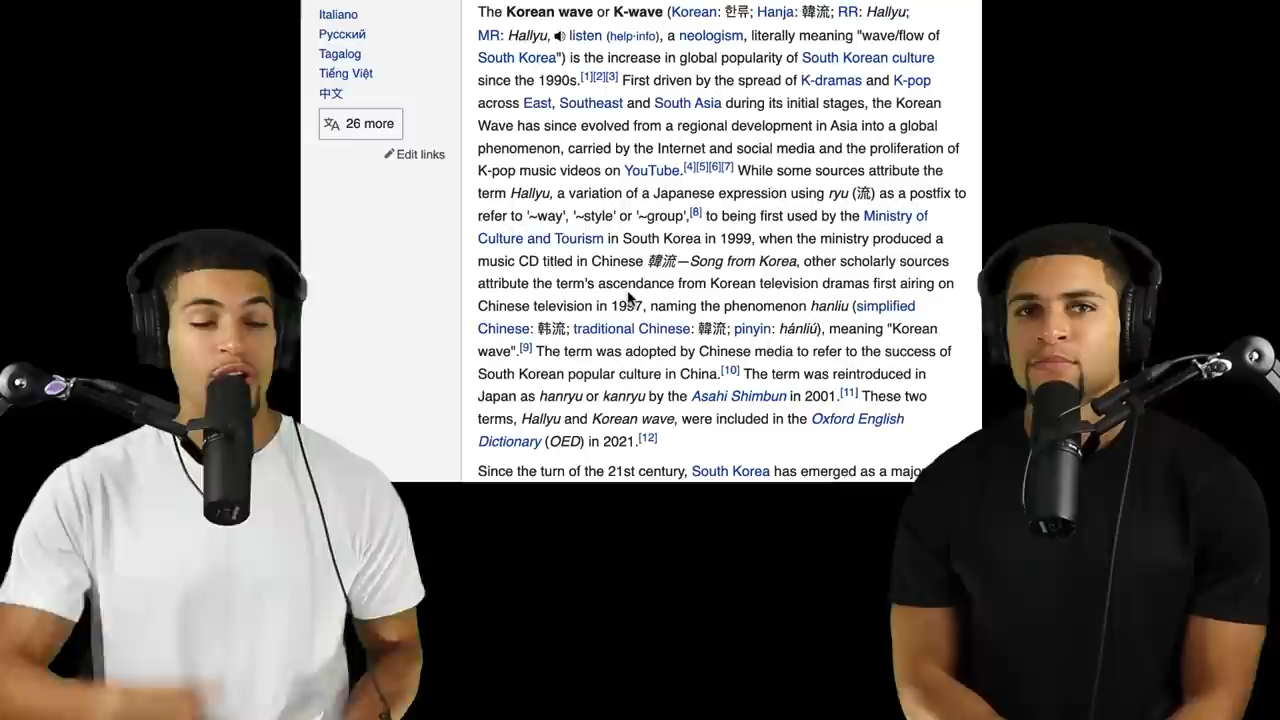 Italiano
Русский
Tagalog
Tiếng Việt
中文
26 more
Edit links
The Korean wave or K-wave (Korean: 한류; Hanja: 韓流; RR: Hallyu;
MR: Hallyu, listen (help·info), a neologism, literally meaning "wave/flow of
South Korea") is the increase in global popularity of South Korean culture
since the 1990s.[1][2][3] First driven by the spread of K-dramas and K-pop
across East, Southeast and South Asia during its initial stages, the Korean
Wave has since evolved from a regional development in Asia into a global
phenomenon, carried by the Internet and social media and the proliferation of
K-pop music videos on YouTube.[4][5][6][7] While some sources attribute the
term Hallyu, a variation of a Japanese expression using ryu (流) as a postfix to
refer to '~way', '~style' or '~group',[8] to being first used by the Ministry of
Culture and Tourism in South Korea in 1999, when the ministry produced a
music CD titled in Chinese 韓流—Song from Korea, other scholarly sources
attribute the term's ascendance from Korean television dramas first airing on
Chinese television in 1997, naming the phenomenon hanliu (simplified
Chinese: 韩流; traditional Chinese: 韓流; pinyin: hánliú), meaning "Korean
wave".[9] The term was adopted by Chinese media to refer to the success of
South Korean popular culture in China.[10] The term was reintroduced in
Japan as hanryu or kanryu by the Asahi Shimbun in 2001.[11] These two
terms, Hallyu and Korean wave, were included in the Oxford English
Dictionary (OED) in 2021.[12]
Since the turn of the 21st century, South Korea has emerged as a major